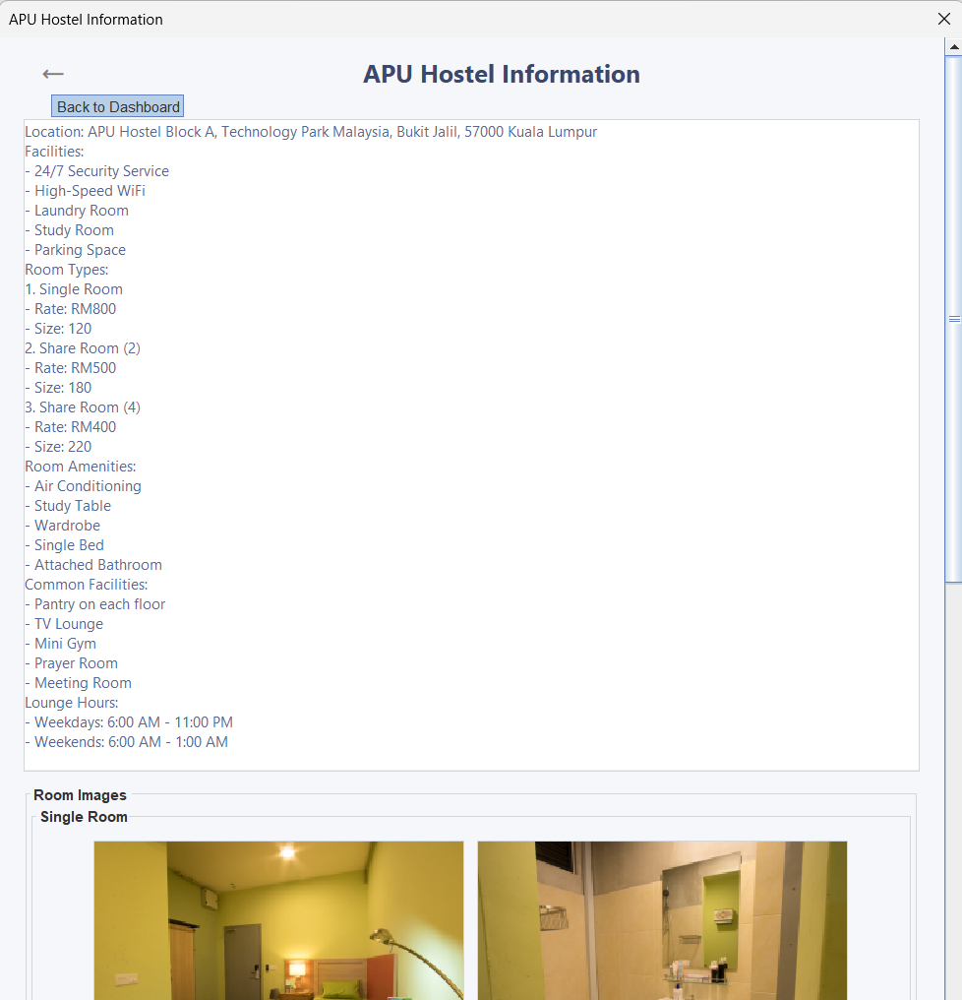 APU Hostel Information
APU Hostel Information
Back to Dashboard
Location: APU Hostel Block A, Technology Park Malaysia, Bukit Jalil, 57000 Kuala Lumpur
Facilities:
- 24/7 Security Service
- High-Speed WiFi
- Laundry Room
- Study Room
- Parking Space
Room Types:
1. Single Room
- Rate: RM800
- Size: 120
2. Share Room (2)
- Rate: RM500
- Size: 180
3. Share Room (4)
- Rate: RM400
- Size: 220
Room Amenities:
- Air Conditioning
- Study Table
- Wardrobe
- Single Bed
- Attached Bathroom
Common Facilities:
- Pantry on each floor
- TV Lounge
- Mini Gym
- Prayer Room
- Meeting Room
Lounge Hours:
- Weekdays: 6:00 AM - 11:00 PM
- Weekends: 6:00 AM - 1:00 AM
Room Images
Single Room